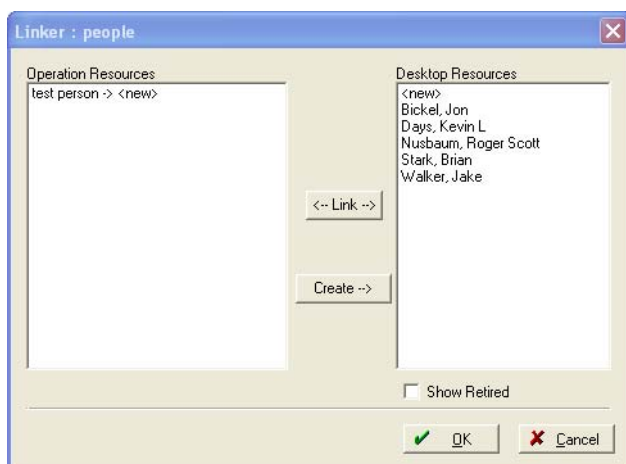 Linker : people
Operation Resources
test person -> <new>
Desktop Resources
<new>
Bickel, Jon
Days, Kevin L
Nusbaum, Roger Scott
Stark, Brian
Walker, Jake
<-- Link -->
Create -->
Show Retired
OK
Cancel